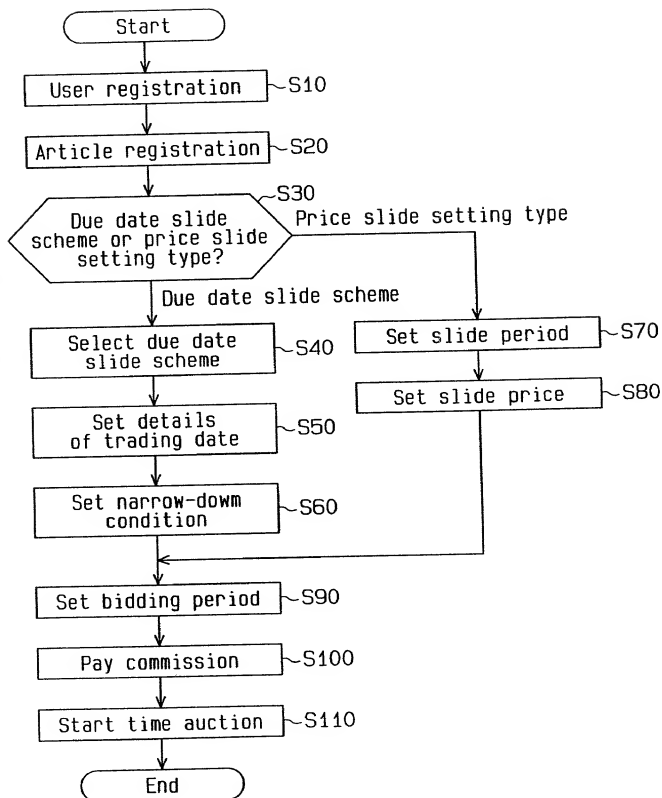 Start
User registration
S10
Article registration
S20
S30
Due date slide
scheme or price slide
setting type?
Price slide setting type
Due date slide scheme
Select due date
slide scheme
S40
Set details
of trading date
S50
Set narrow-dowm
condition
S60
Set slide period
S70
Set slide price
S80
Set bidding period
S90
Pay commission
S100
Start time auction
S110
End